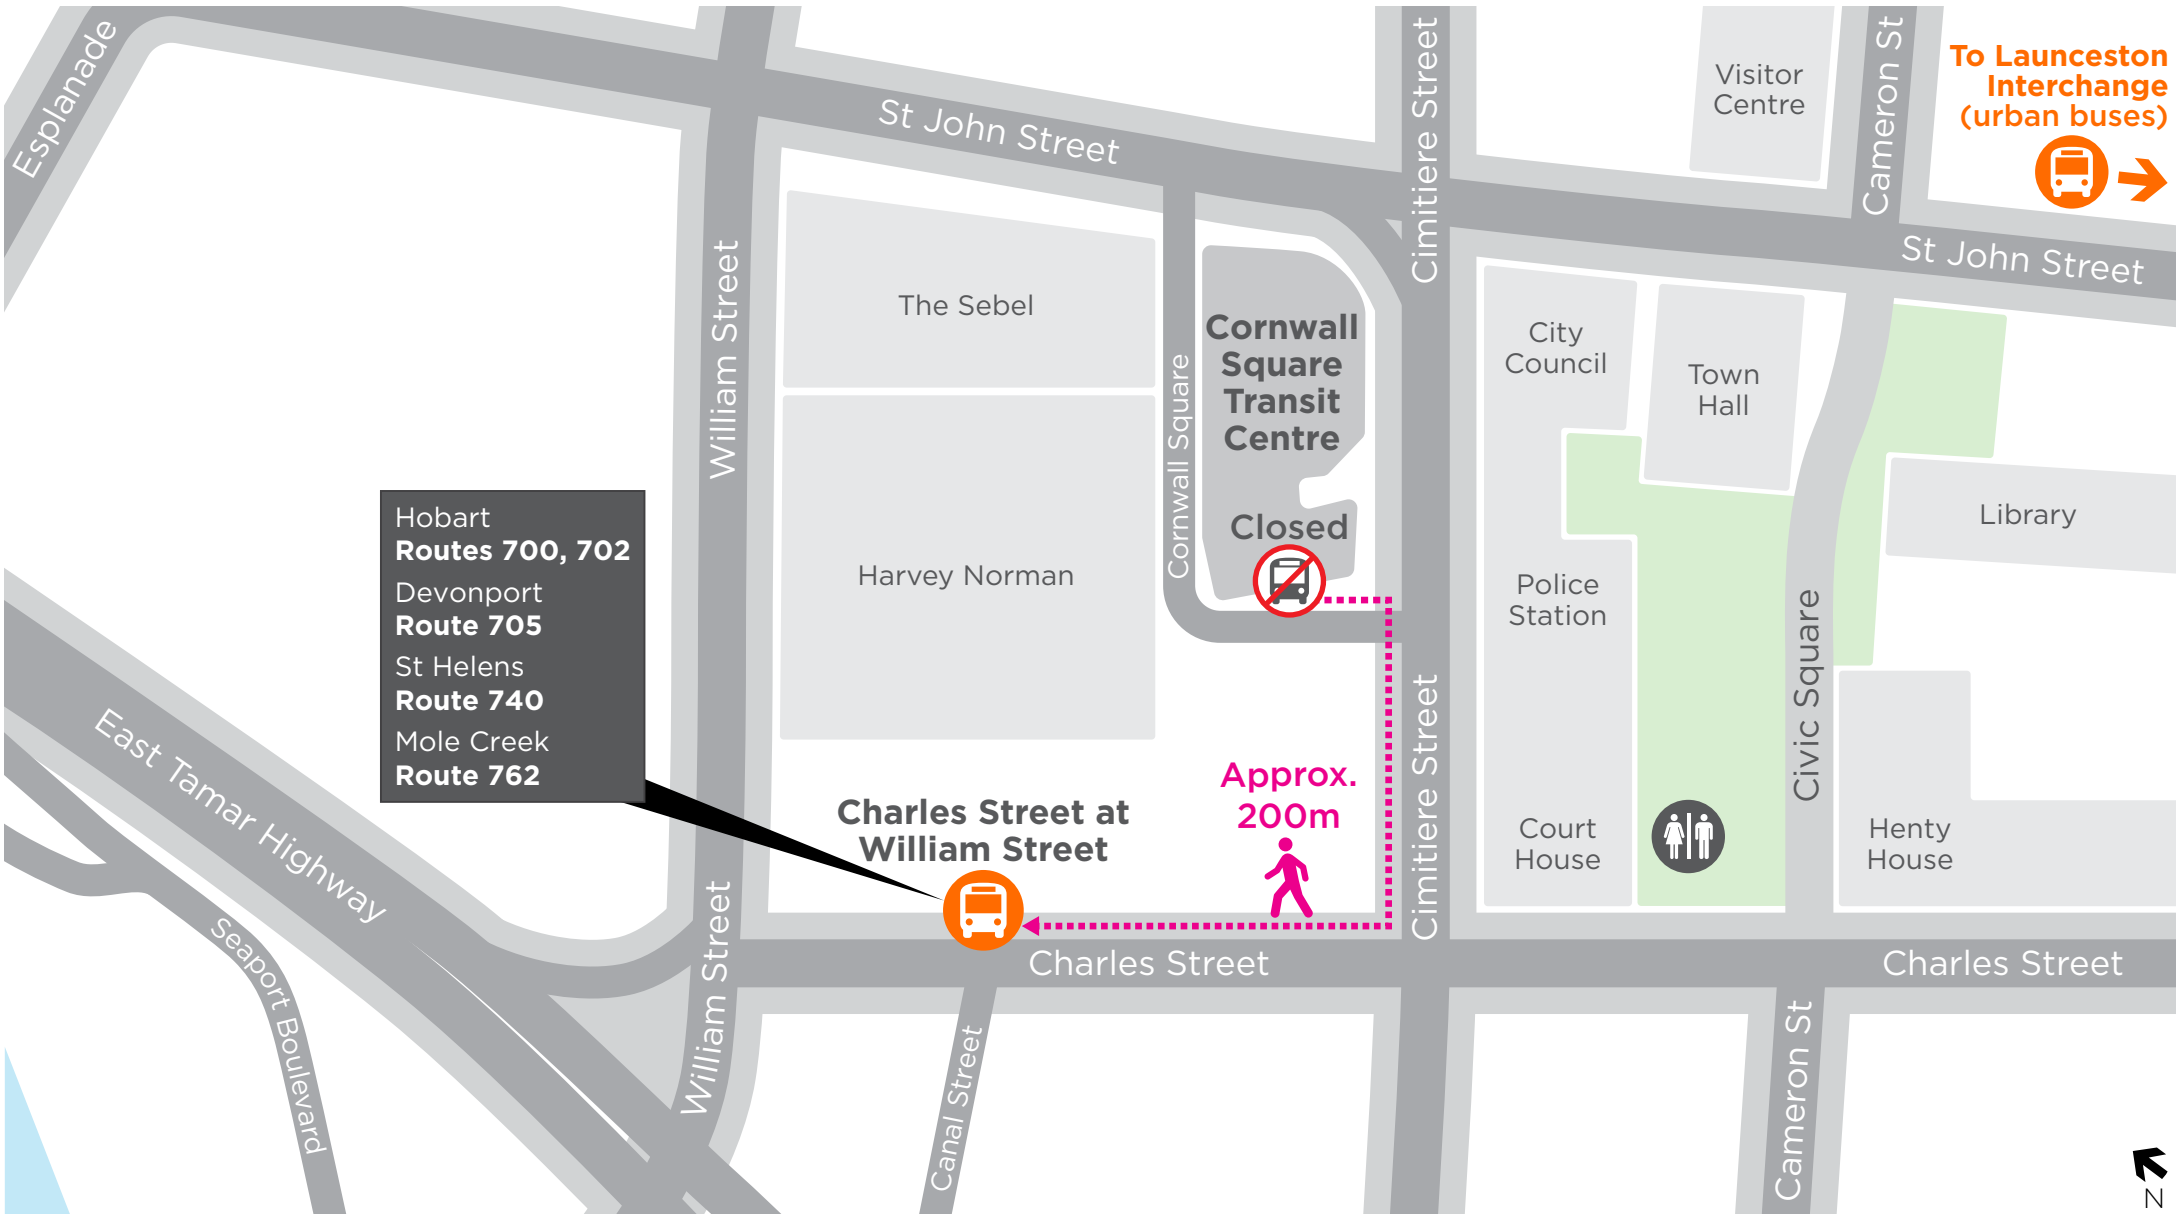 Esplanade
St John Street
Cimitiere Street
Visitor
Centre
Cameron St
To Launceston
Interchange
(urban buses)
St John Street
William Street
The Sebel
Cornwall Square
Cornwall
Square
Transit
Centre
Closed
City
Council
Town
Hall
Library
Harvey Norman
Police
Station
Civic Square
Hobart
Routes 700, 702
Devonport
Route 705
St Helens
Route 740
Mole Creek
Route 762
East Tamar Highway
Charles Street at
William Street
Approx.
200m
Cimitiere Street
Court
House
Henty
House
Seaport Boulevard
William Street
Charles Street
Charles Street
Canal Street
Cameron St
N